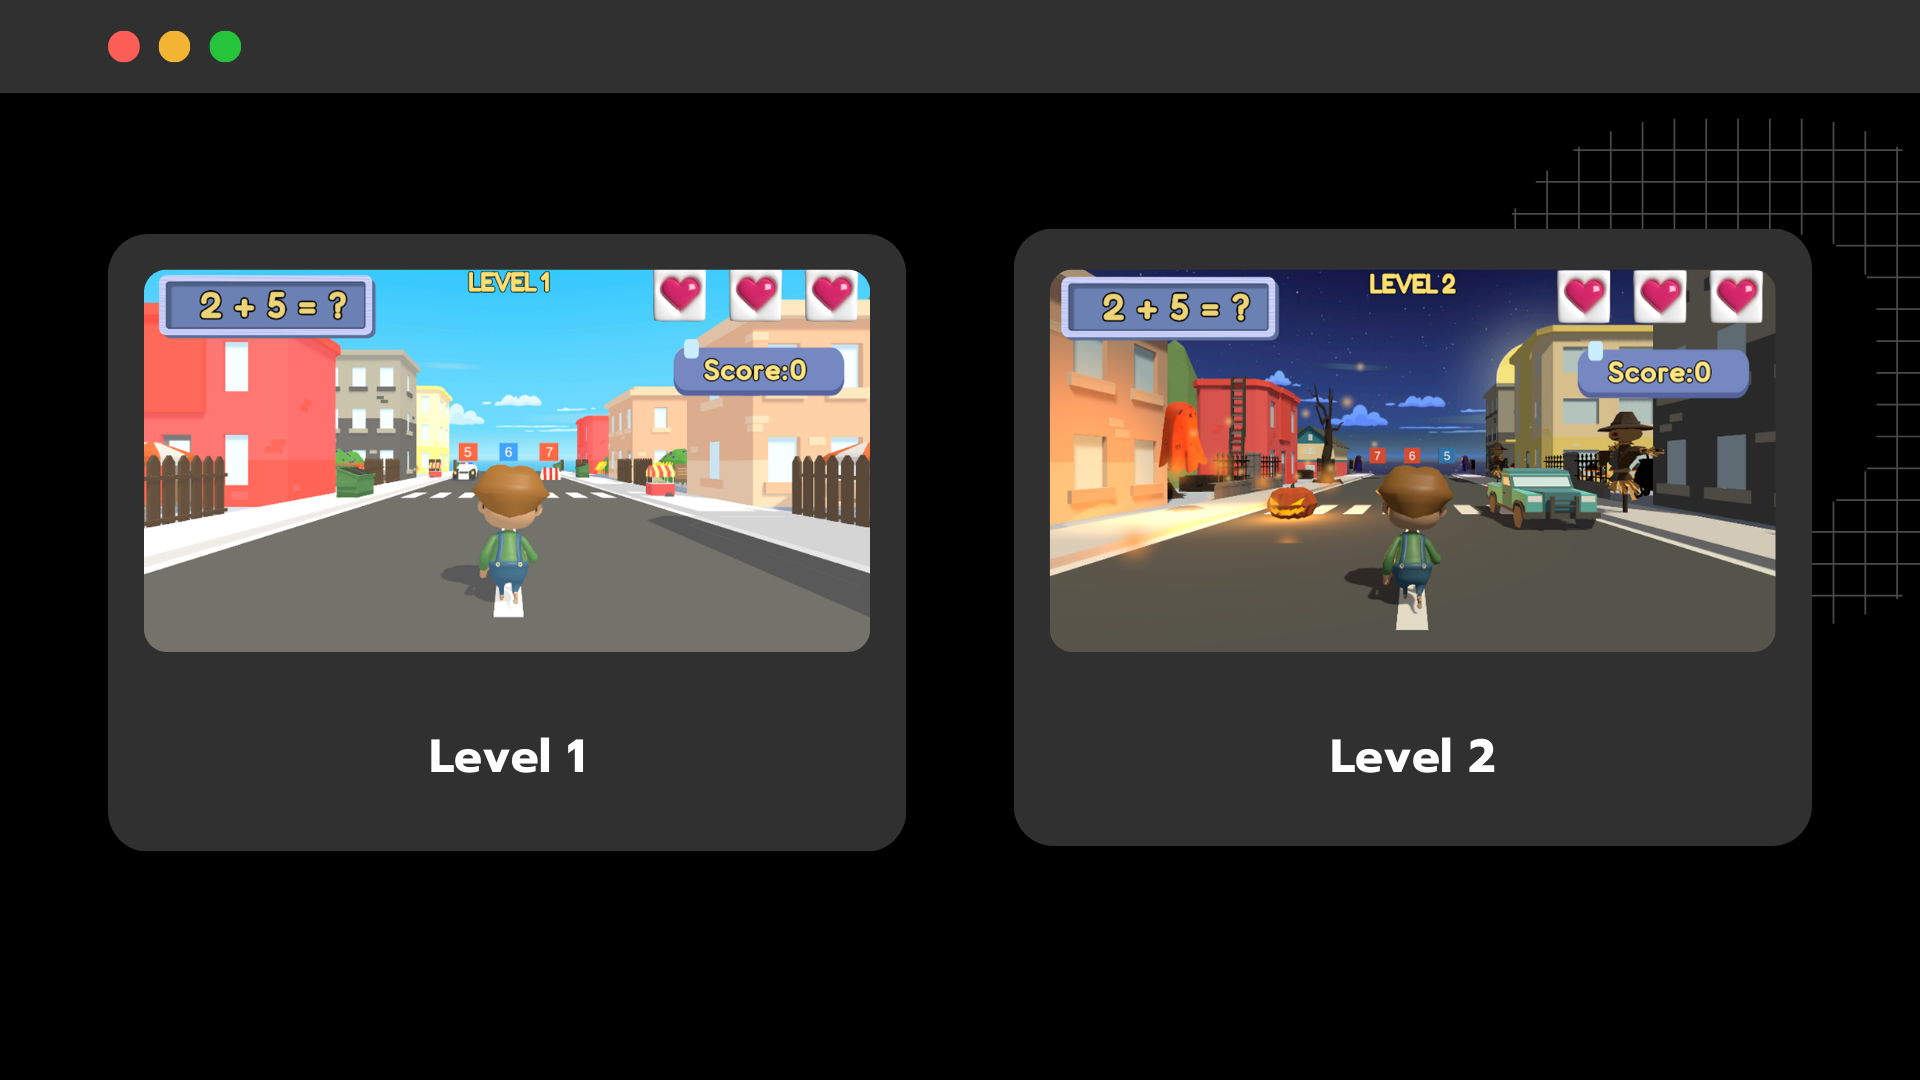 LEVEL 1
2 + 5 = ?
Score:0
5 6 7
Level 1
LEVEL 2
2 + 5 = ?
Score:0
7 6 5
Level 2